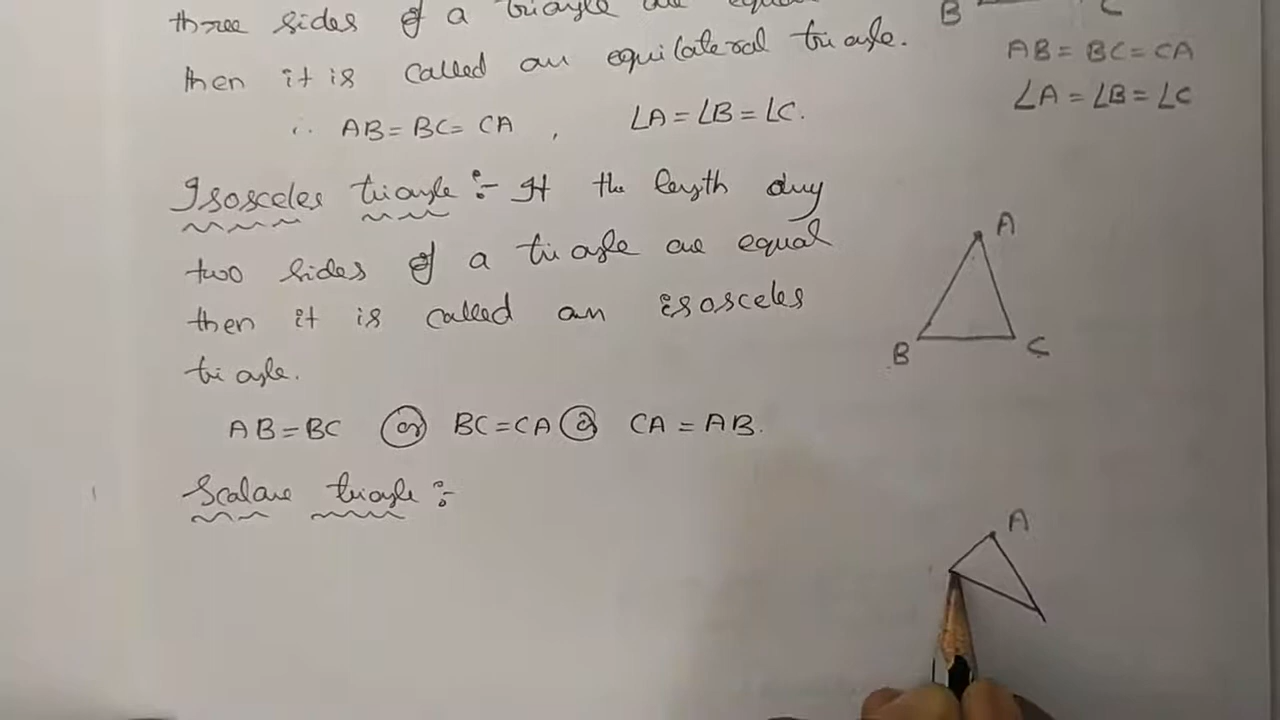 three sides of a triangle are equal
then it is called an equilateral triangle.
∴ AB = BC = CA , ∠A = ∠B = ∠C.
Isosceles triangle :- If the length any
two sides of a triangle are equal
then it is called an isosceles
triangle.
AB = BC or BC = CA or CA = AB.
Scalane triangle :-
B C
AB = BC = CA
∠A = ∠B = ∠C
A
B C
A